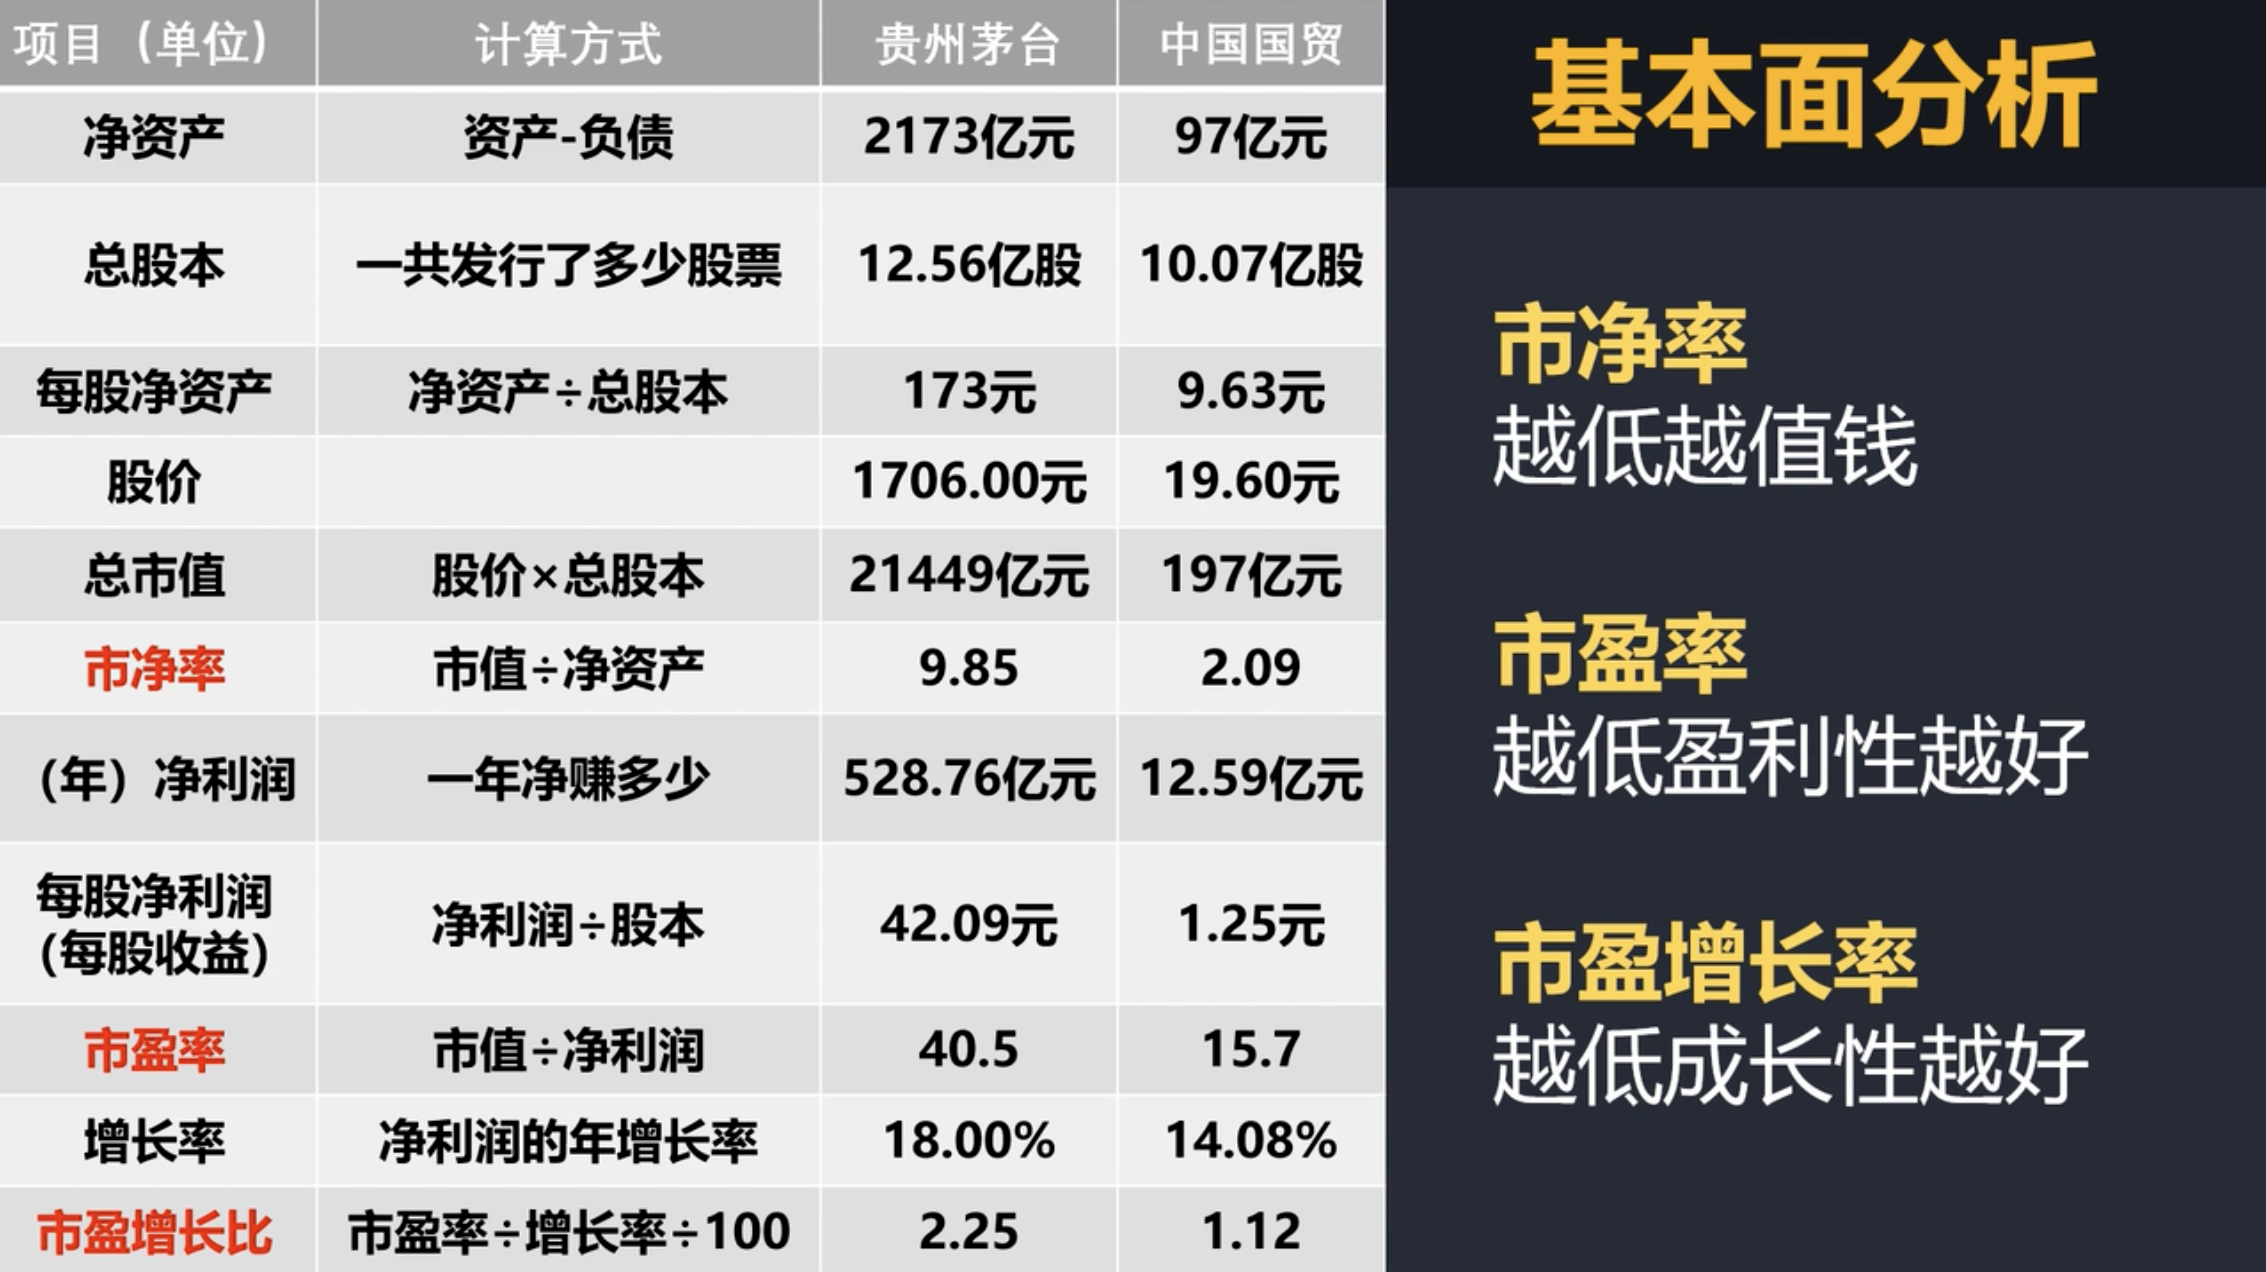 项目（单位） 计算方式 贵州茅台 中国国贸
净资产 资产-负债 2173亿元 97亿元
总股本 一共发行了多少股票 12.56亿股 10.07亿股
每股净资产 净资产÷总股本 173元 9.63元
股价 1706.00元 19.60元
总市值 股价×总股本 21449亿元 197亿元
市净率 市值÷净资产 9.85 2.09
（年）净利润 一年净赚多少 528.76亿元 12.59亿元
每股净利润
（每股收益） 净利润÷股本 42.09元 1.25元
市盈率 市值÷净利润 40.5 15.7
增长率 净利润的年增长率 18.00% 14.08%
市盈增长比 市盈率÷增长率÷100 2.25 1.12
基本面分析
市净率
越低越值钱
市盈率
越低盈利性越好
市盈增长率
越低成长性越好